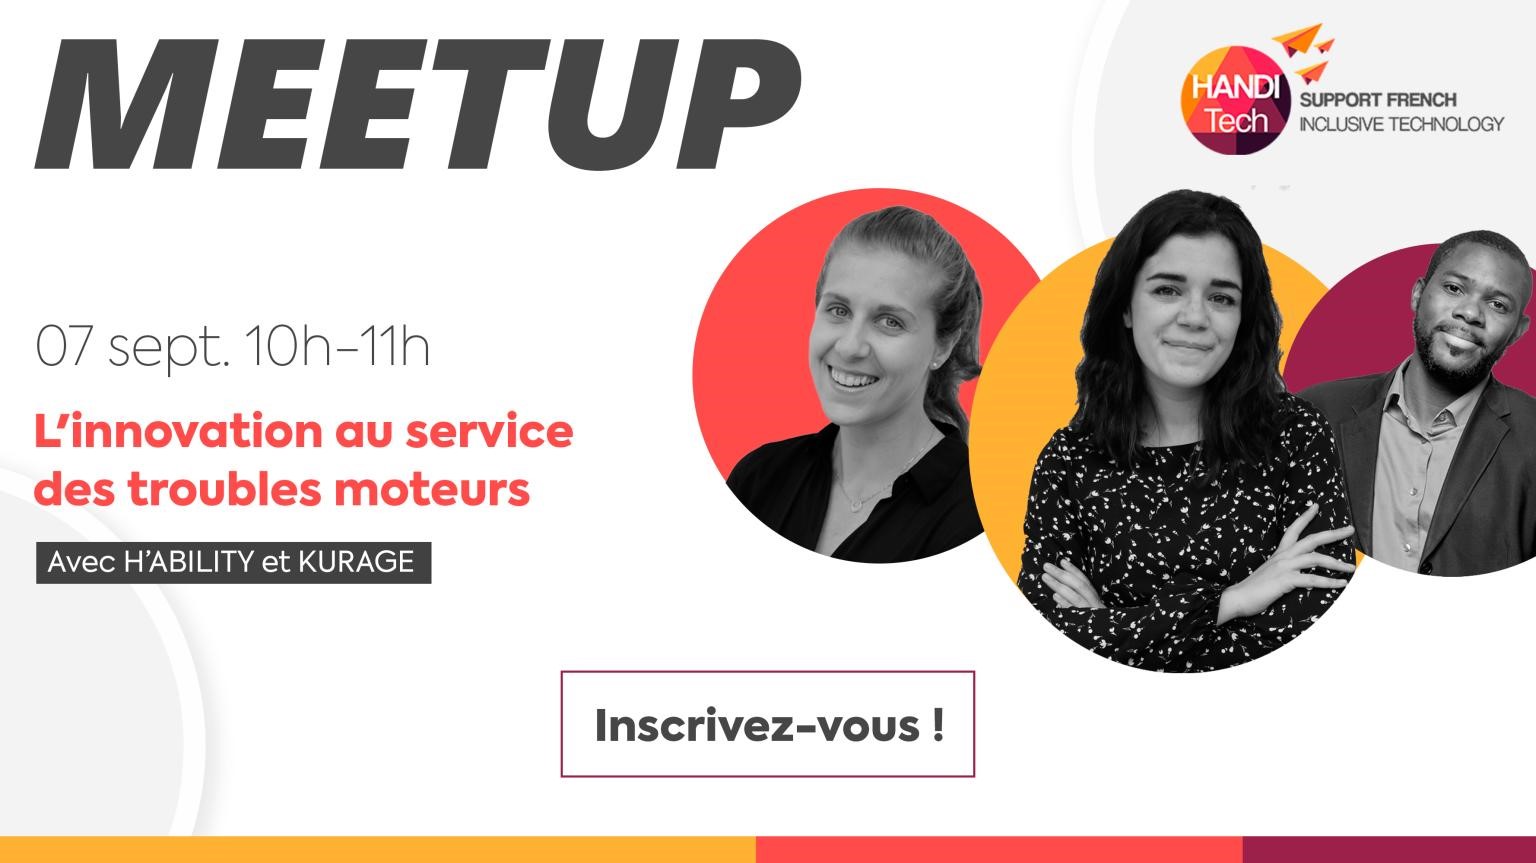 MEETUP
HANDI
Tech
SUPPORT FRENCH
INCLUSIVE TECHNOLOGY
07 sept. 10h-11h
L'innovation au service
des troubles moteurs
Avec H'ABILITY et KURAGE
Inscrivez-vous !